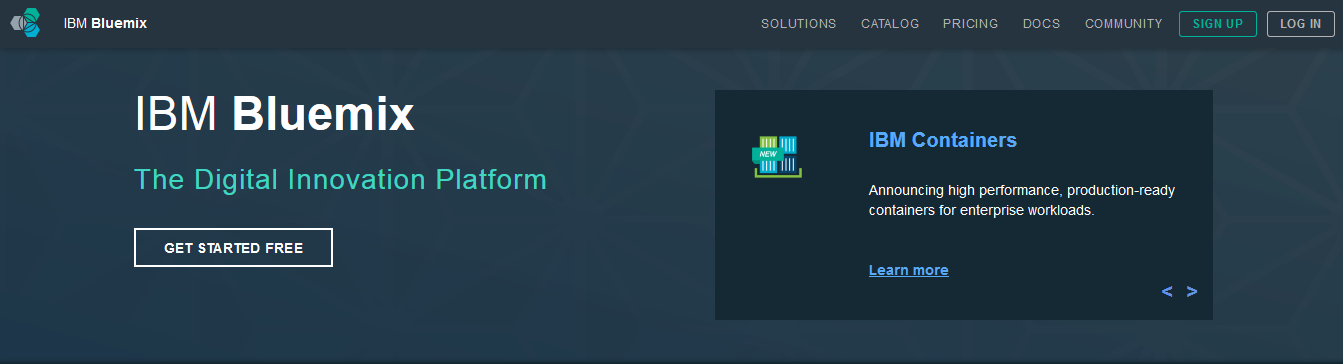 IBM Bluemix
SOLUTIONS CATALOG PRICING DOCS COMMUNITY SIGN UP LOG IN
IBM Bluemix
The Digital Innovation Platform
GET STARTED FREE
NEW
IBM Containers
Announcing high performance, production-ready
containers for enterprise workloads.
Learn more
< >